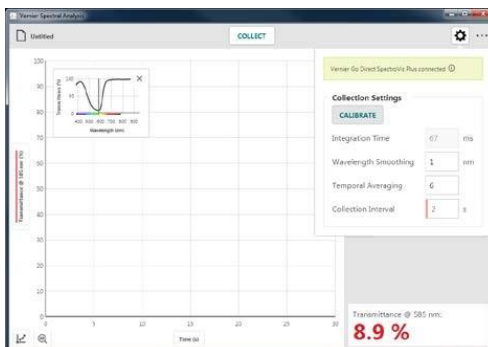 Vernier Spectral Analysis
Untitled
COLLECT
Vernier Go Direct SpectroVis Plus connected
Collection Settings
CALIBRATE
Integration Time 67 ms
Wavelength Smoothing 1 nm
Temporal Averaging 6
Collection Interval 2 s
100
90
80
70
60
50
40
30
20
10
0
Transmittance @ 585 nm (%)
100
50
0
Wavelength (nm)
0 5 10 15 20 25 30
Time (s)
Transmittance @ 585 nm:
8.9 %